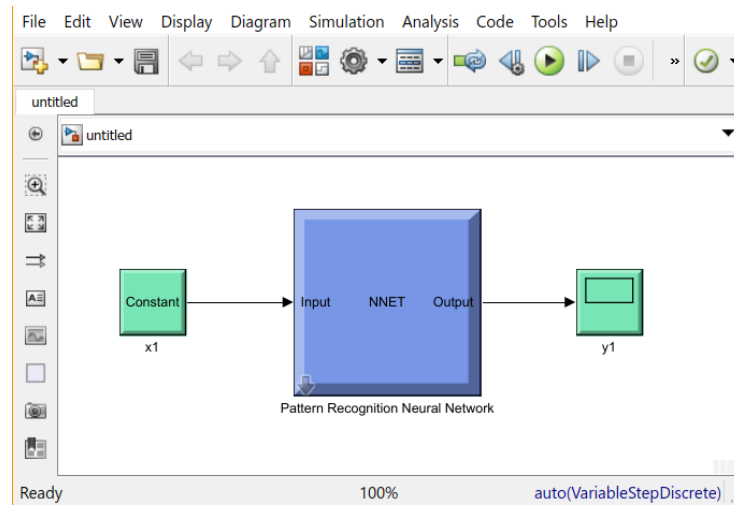 File Edit View Display Diagram Simulation Analysis Code Tools Help
»
untitled
untitled
Constant
Input NNET Output
x1
y1
Pattern Recognition Neural Network
Ready 100% auto(VariableStepDiscrete)